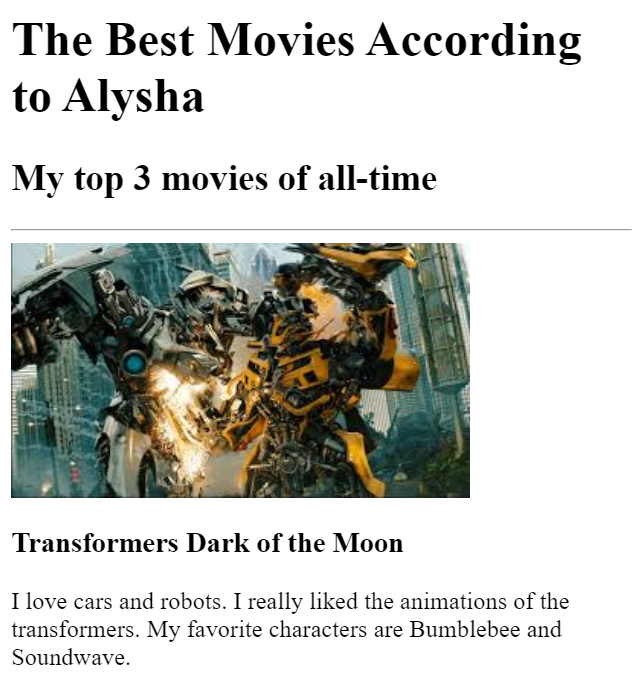 The Best Movies According
to Alysha
My top 3 movies of all-time
Transformers Dark of the Moon
I love cars and robots. I really liked the animations of the
transformers. My favorite characters are Bumblebee and
Soundwave.